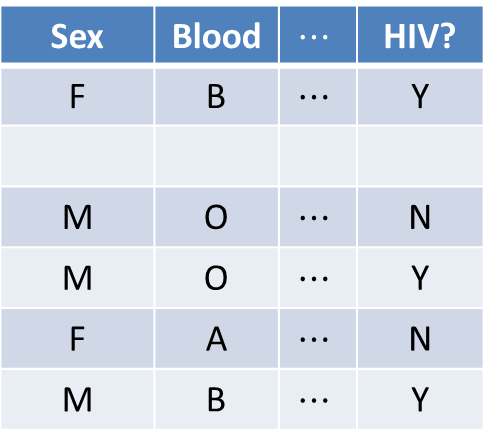 Sex Blood ... HIV?
F B ... Y
M O ... N
M O ... Y
F A ... N
M B ... Y